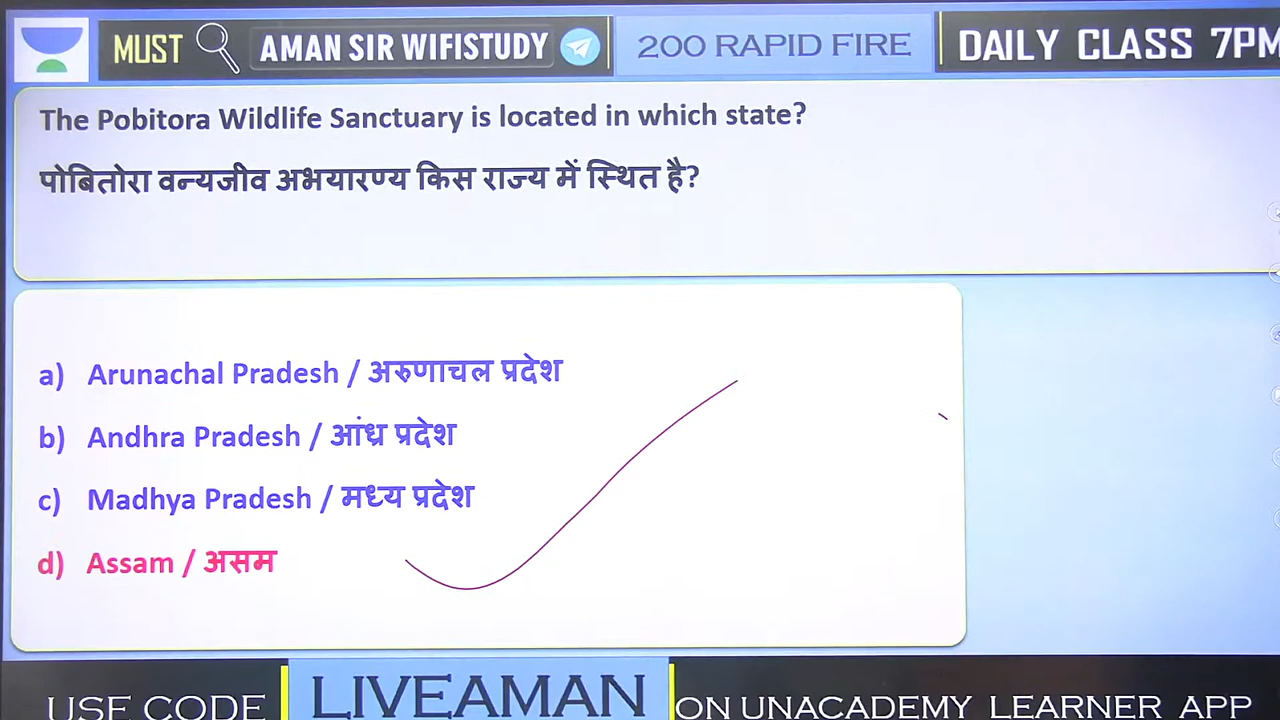 MUST AMAN SIR WIFISTUDY 200 RAPID FIRE DAILY CLASS 7PM
The Pobitora Wildlife Sanctuary is located in which state?
पोबितोरा वन्यजीव अभयारण्य किस राज्य में स्थित है?
a) Arunachal Pradesh / अरुणाचल प्रदेश
b) Andhra Pradesh / आंध्र प्रदेश
c) Madhya Pradesh / मध्य प्रदेश
d) Assam / असम
USE CODE LIVEAMAN ON UNACADEMY LEARNER APP